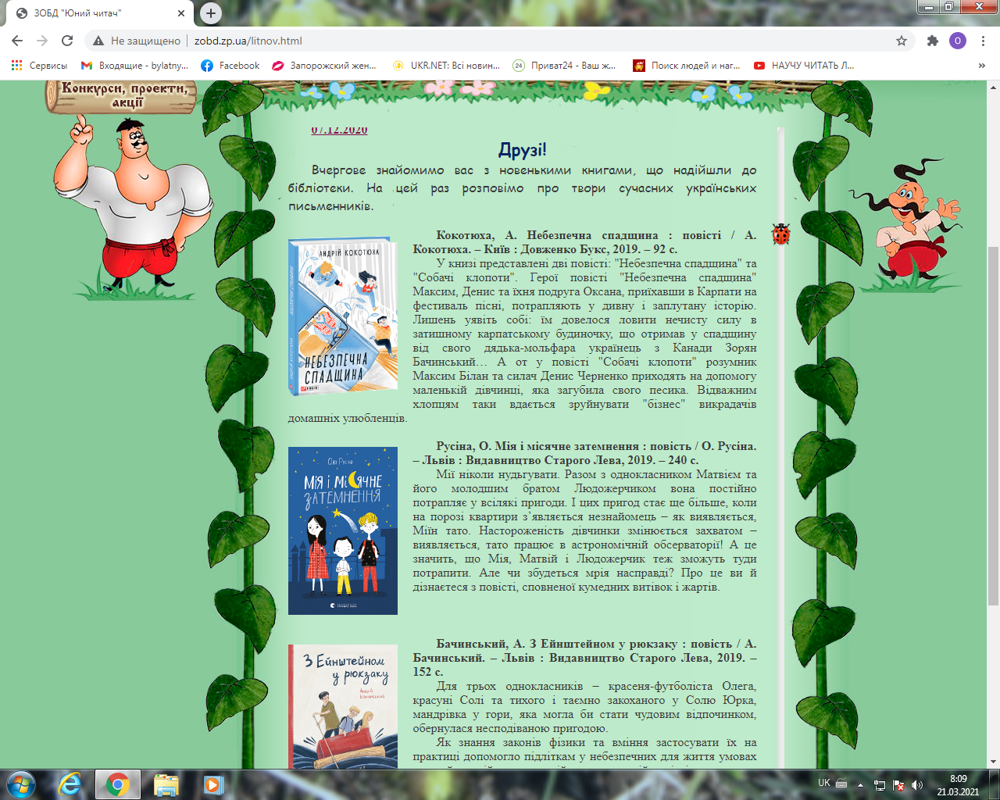 ЗОБД "Юний читач"
Не защищено
zobd.zp.ua/litnov.html
О
Сервисы
Входящие - bylatny...
Facebook
Запорожский жен...
UKR.NET: Всі новин...
24
Приват24 - Ваш ж...
Поиск людей и наг...
НАУЧУ ЧИТАТЬ Л...
»
Конкурси, проекти,
акції
07.12.2020
Друзі!
Вчергове знайомимо вас з новенькими книгами, що надійшли до
бібліотеки. На цей раз розповімо про твори сучасних українських
письменників.
АНДРІЙ КОКОТЮХА
НЕБЕЗПЕЧНА
СПАДЩИНА
Кокотюха, А. Небезпечна спадщина : повісті / А.
Кокотюха. – Київ : Довженко Букс, 2019. – 92 с.
У книзі представлені дві повісті: "Небезпечна спадщина" та
"Собачі клопоти". Герої повісті "Небезпечна спадщина"
Максим, Денис та їхня подруга Оксана, приїхавши в Карпати на
фестиваль пісні, потрапляють у дивну і заплутану історію.
Лишень уявіть собі: їм довелося ловити нечисту силу в
затишному карпатському будиночку, що отримав у спадщину
від свого дядька-мольфара українець з Канади Зорян
Бачинський… А от у повісті "Собачі клопоти" розумник
Максим Білан та силач Денис Черненко приходять на допомогу
маленькій дівчинці, яка загубила свого песика. Відважним
хлопцям таки вдається зруйнувати "бізнес" викрадачів
домашніх улюбленців.
Оля Русіна
МІЯ І МІСЯЧНЕ
ЗАТЕМНЕННЯ
Русіна, О. Мія і місячне затемнення : повість / О. Русіна.
– Львів : Видавництво Старого Лева, 2019. – 240 с.
Мії ніколи нудьгувати. Разом з однокласником Матвієм та
його молодшим братом Людожерчиком вона постійно
потрапляє у всілякі пригоди. І цих пригод стає ще більше, коли
на порозі квартири з’являється незнайомець – як виявляється,
Міїн тато. Настороженість дівчинки змінюється захватом –
виявляється, тато працює в астрономічній обсерваторії! А це
значить, що Мія, Матвій і Людожерчик теж зможуть туди
потрапити. Але чи збудеться мрія насправді? Про це ви й
дізнаєтеся з повісті, сповненої кумедних витівок і жартів.
З Ейнштейном
у рюкзаку
Андрій
Бачинський
Бачинський, А. З Ейнштейном у рюкзаку : повість / А.
Бачинський. – Львів : Видавництво Старого Лева, 2019. –
152 с.
Для трьох однокласників – красеня-футболіста Олега,
красуні Солі та тихого і таємно закоханого у Солю Юрка,
мандрівка у гори, яка могла би стати чудовим відпочинком,
обернулася несподіваною пригодою.
Як знання законів фізики та вміння застосувати їх на
практиці допомогло підліткам у небезпечних для життя умовах
UK
8:09
21.03.2021